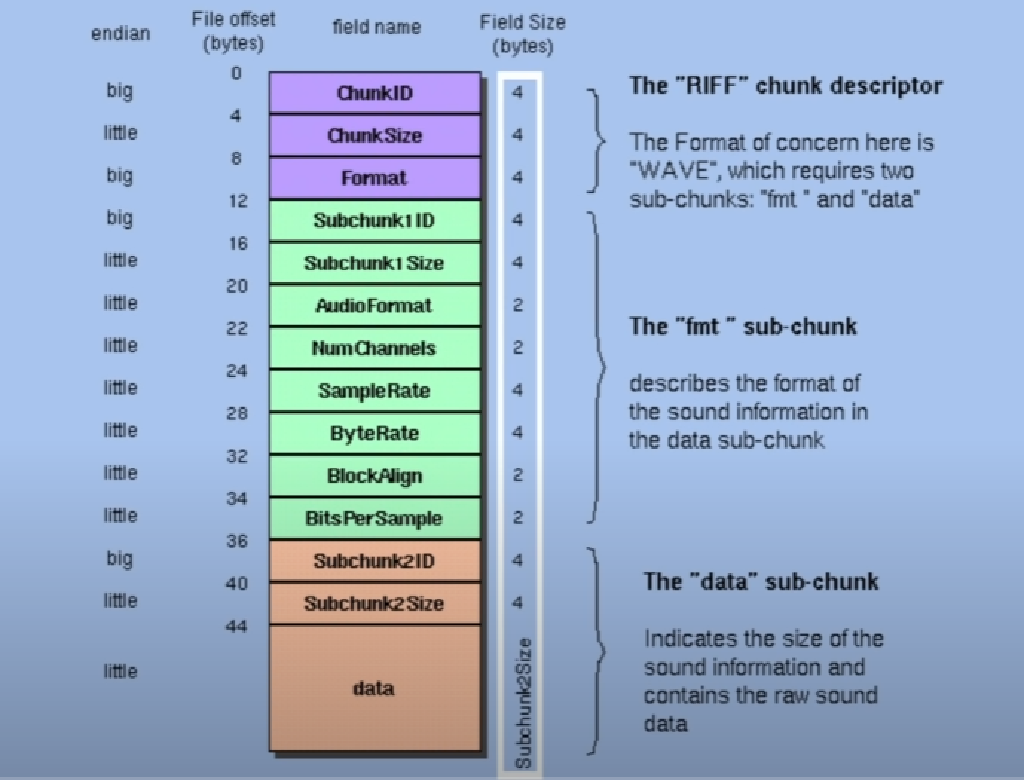 endian
File offset
(bytes)
field name
Field Size
(bytes)
0
big
ChunkID
4
4
little
ChunkSize
4
8
big
Format
4
12
big
Subchunk1 ID
4
16
little
Subchunk1 Size
4
20
little
AudioFormat
2
22
little
NumChannels
2
24
little
SampleRate
4
28
little
ByteRate
4
32
little
BlockAlign
2
34
little
BitsPerSample
2
36
big
Subchunk2ID
4
40
little
Subchunk2Size
4
44
little
data
Subchunk2Size
The "RIFF" chunk descriptor
The Format of concern here is
"WAVE", which requires two
sub-chunks: "fmt " and "data"
The "fmt " sub-chunk
describes the format of
the sound information in
the data sub-chunk
The "data" sub-chunk
Indicates the size of the
sound information and
contains the raw sound
data